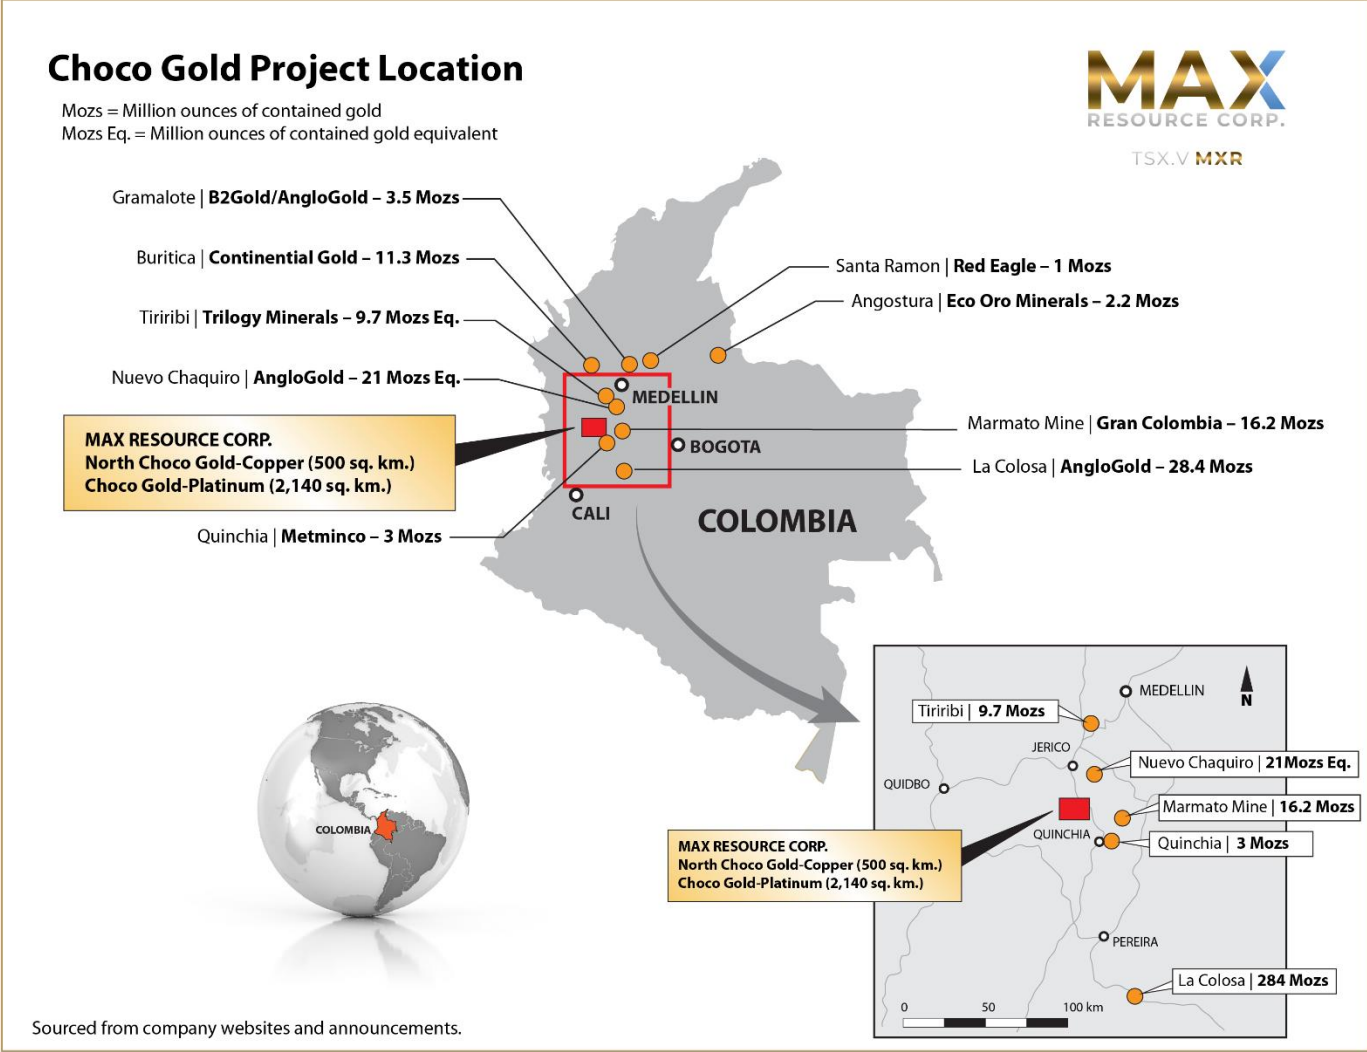 Choco Gold Project Location
Mozs = Million ounces of contained gold
Mozs Eq. = Million ounces of contained gold equivalent
MAX
RESOURCE CORP.
TSX.V MXR
Gramalote | B2Gold/AngloGold – 3.5 Mozs
Buritica | Continential Gold – 11.3 Mozs
Tiriribi | Trilogy Minerals – 9.7 Mozs Eq.
Nuevo Chaquiro | AngloGold – 21 Mozs Eq.
MAX RESOURCE CORP.
North Choco Gold-Copper (500 sq. km.)
Choco Gold-Platinum (2,140 sq. km.)
Quinchia | Metminco – 3 Mozs
Santa Ramon | Red Eagle – 1 Mozs
Angostura | Eco Oro Minerals – 2.2 Mozs
Marmato Mine | Gran Colombia – 16.2 Mozs
La Colosa | AngloGold – 28.4 Mozs
MEDELLIN
BOGOTA
CALI
COLOMBIA
COLOMBIA
MEDELLIN
N
Tiriribi | 9.7 Mozs
JERICO
Nuevo Chaquiro | 21Mozs Eq.
QUIDBO
Marmato Mine | 16.2 Mozs
QUINCHIA
Quinchia | 3 Mozs
MAX RESOURCE CORP.
North Choco Gold-Copper (500 sq. km.)
Choco Gold-Platinum (2,140 sq. km.)
PEREIRA
La Colosa | 284 Mozs
0 50 100 km
Sourced from company websites and announcements.